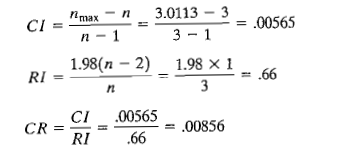 CI = (nmax − n)/(n − 1) = (3.0113 − 3)/(3 − 1) = .00565
RI = 1.98(n − 2)/n = (1.98 × 1)/3 = .66
CR = CI/RI = .00565/.66 = .00856